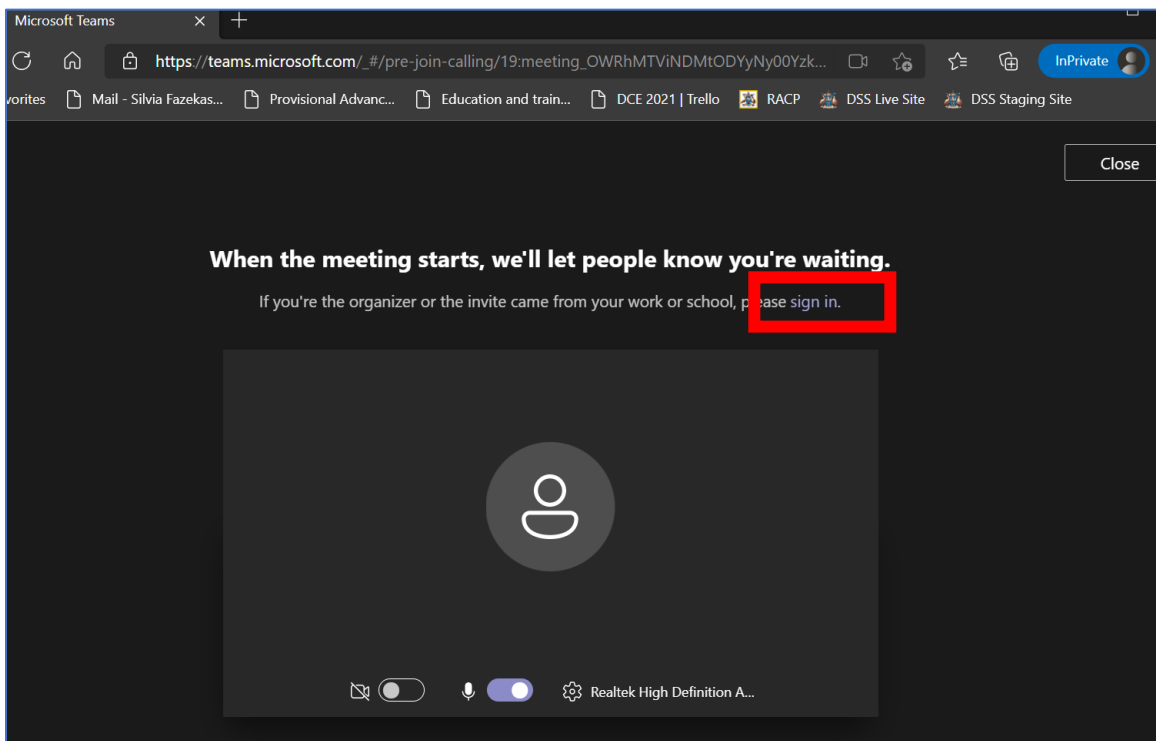 Microsoft Teams
https://teams.microsoft.com/_#/pre-join-calling/19:meeting_OWRhMTViNDMtODYyNy00Yzk...
InPrivate
vorites Mail - Silvia Fazekas... Provisional Advanc... Education and train... DCE 2021 | Trello RACP DSS Live Site DSS Staging Site
Close
When the meeting starts, we'll let people know you're waiting.
If you're the organizer or the invite came from your work or school, please sign in.
Realtek High Definition A...